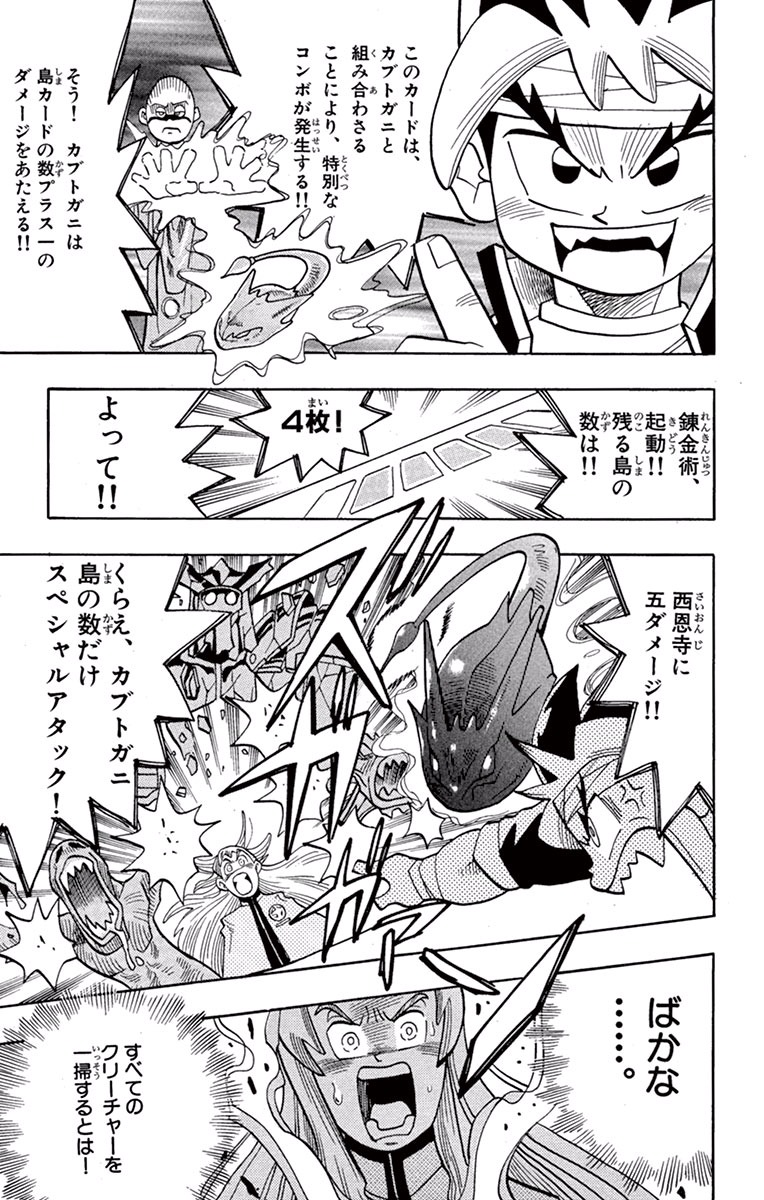 このカードは、
カブトガニと
組み合わさる
ことにより、特別な
コンボが発生する!!
そう! カブトガニは
島カードの数プラス一の
ダメージをあたえる!!
錬金術、
起動!!
残る島の
数は!!
4枚!
よって!!
西恩寺に
五ダメージ!!
ズガガガァッ
くらえ、カブトガニ
島の数だけ
スペシャルアタック!
ばかな
……。
すべての
クリーチャーを
一掃するとは!